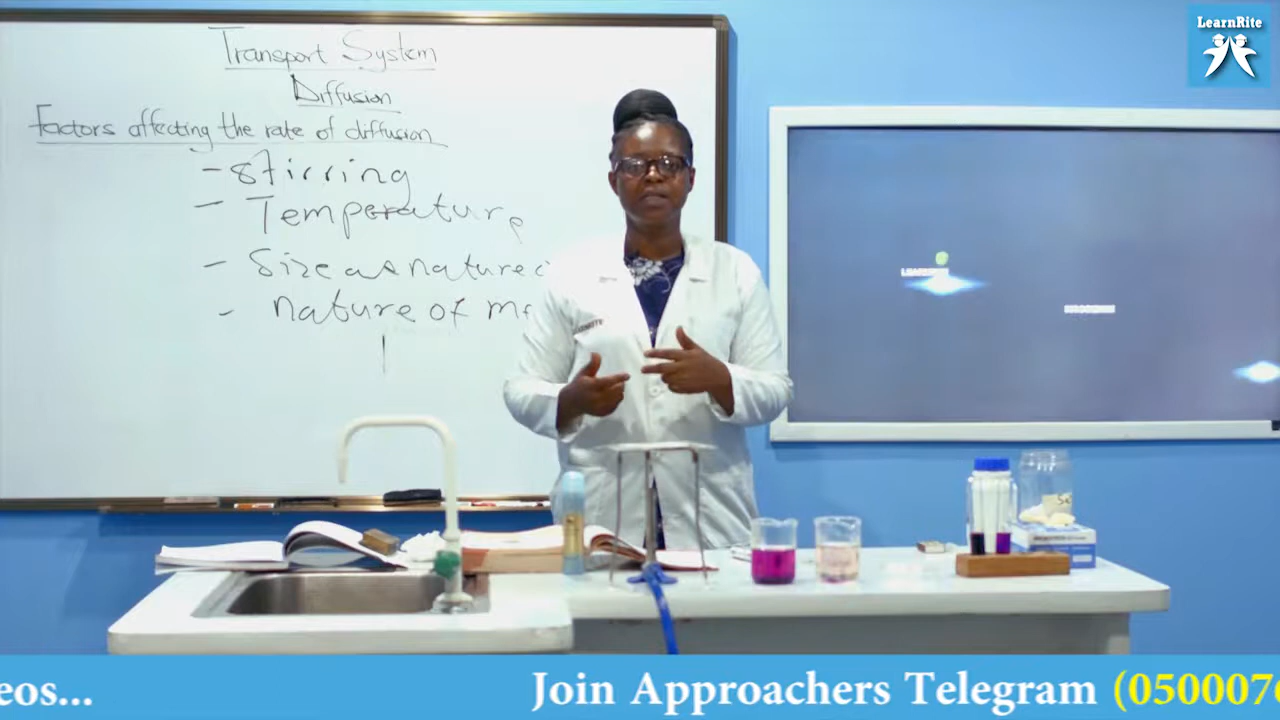 LearnRite
Transport System
Diffusion
Factors affecting the rate of diffusion
- Stirring
- Temperature
- Size as nature
- nature of
eos... Join Approachers Telegram (050007